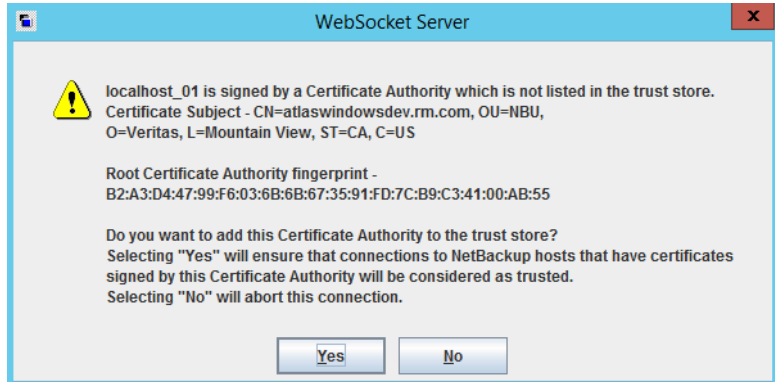 WebSocket Server
x
localhost_01 is signed by a Certificate Authority which is not listed in the trust store.
Certificate Subject - CN=atlaswindowsdev.rm.com, OU=NBU,
O=Veritas, L=Mountain View, ST=CA, C=US
Root Certificate Authority fingerprint -
B2:A3:D4:47:99:F6:03:6B:6B:67:35:91:FD:7C:B9:C3:41:00:AB:55
Do you want to add this Certificate Authority to the trust store?
Selecting "Yes" will ensure that connections to NetBackup hosts that have certificates
signed by this Certificate Authority will be considered as trusted.
Selecting "No" will abort this connection.
Yes No